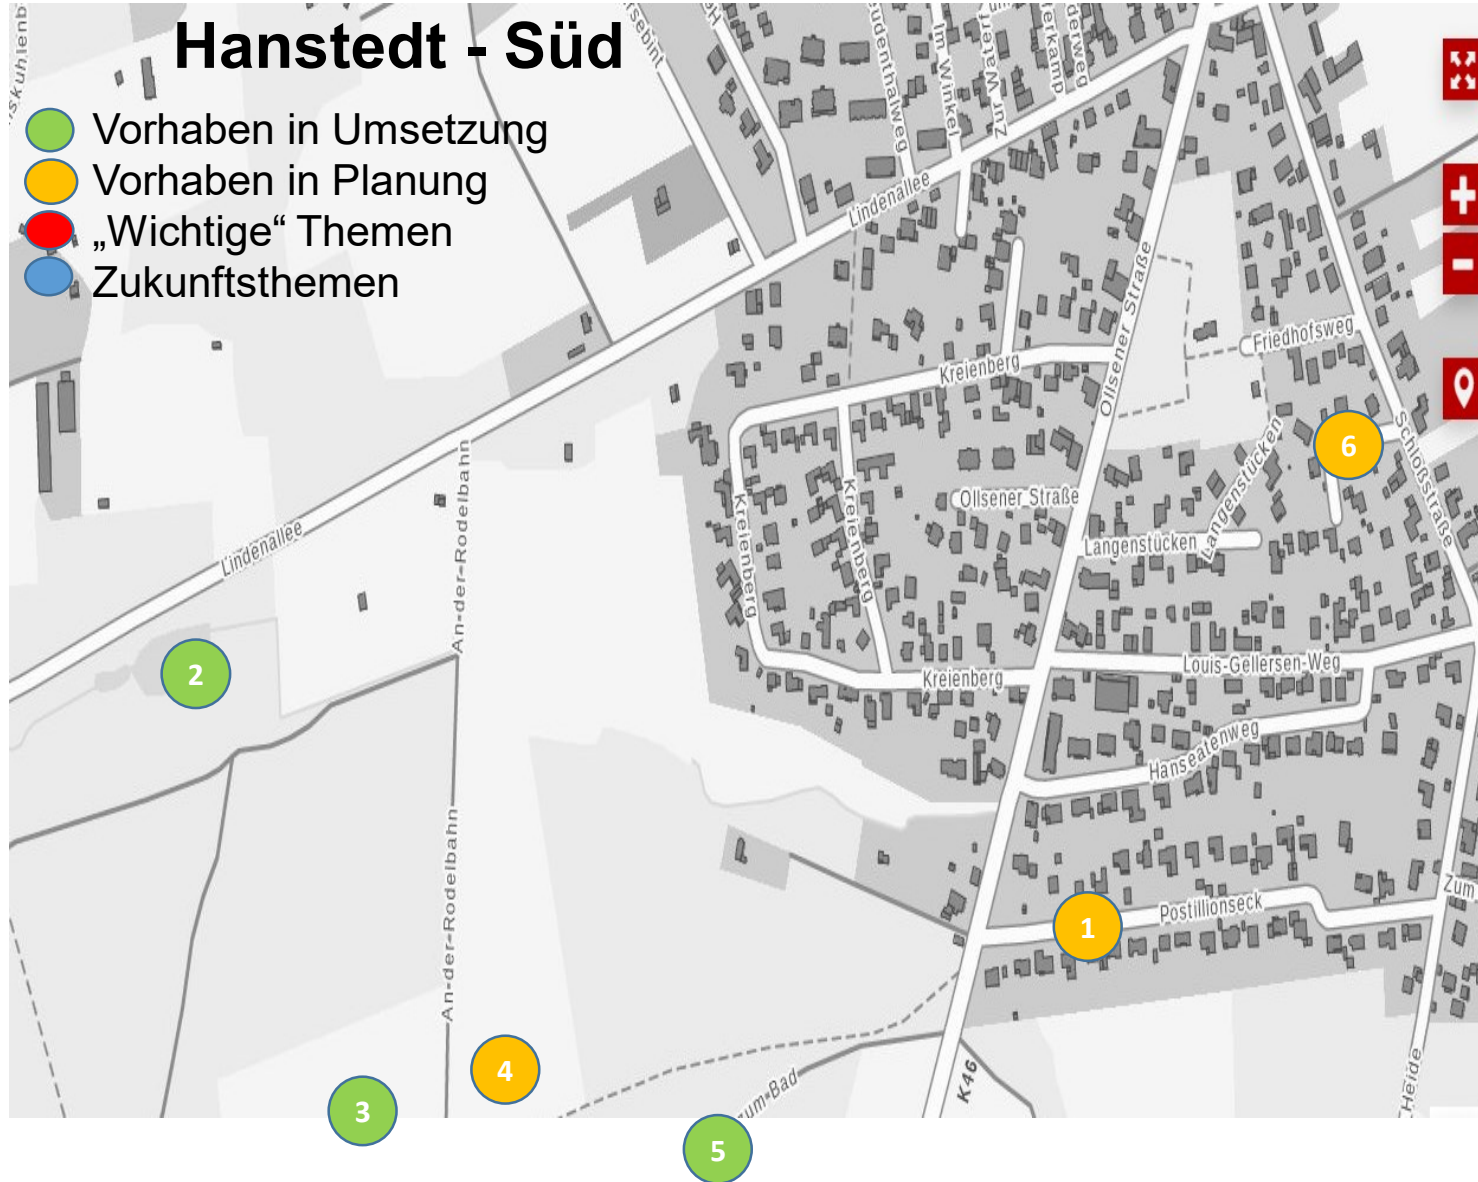 Hanstedt - Süd
Vorhaben in Umsetzung
Vorhaben in Planung
„Wichtige“ Themen
Zukunftsthemen
Im Winkel
Lindenallee
Ollsener Straße
Friedhofsweg
Kreienberg
Schloßstraße
6
Langenstücken
Kreienberg
Kreienberg
Ollsener Straße
Langenstücken
An-der-Rodelbahn
Lindenallee
2
Kreienberg
Louis-Gellersen-Weg
Hanseatenweg
An-der-Rodelbahn
Zum
Postillionseck
1
4
3
5
zum-Bad
K46
Heide